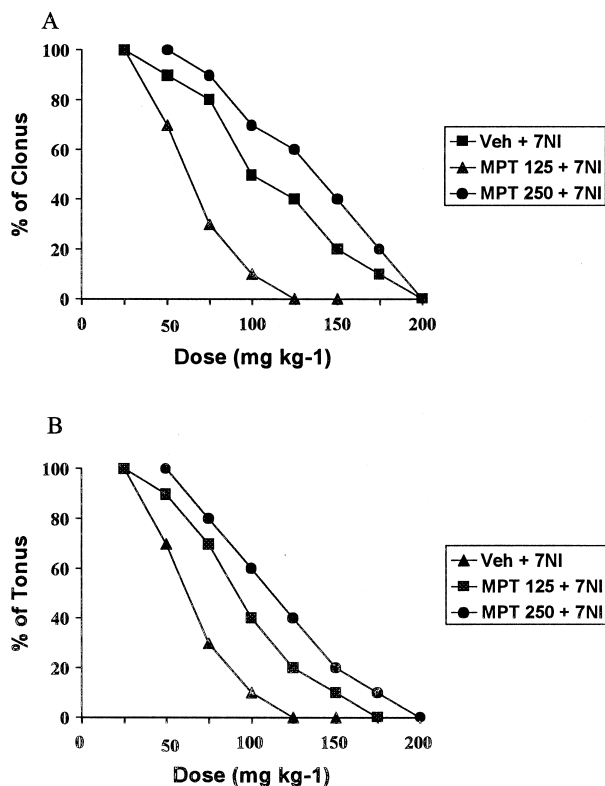 A
% of Clonus
100
80
60
40
20
0
0 50 100 150 200
Dose (mg kg-1)
Veh + 7NI
MPT 125 + 7NI
MPT 250 + 7NI
B
% of Tonus
100
80
60
40
20
0
0 50 100 150 200
Dose (mg kg-1)
Veh + 7NI
MPT 125 + 7NI
MPT 250 + 7NI